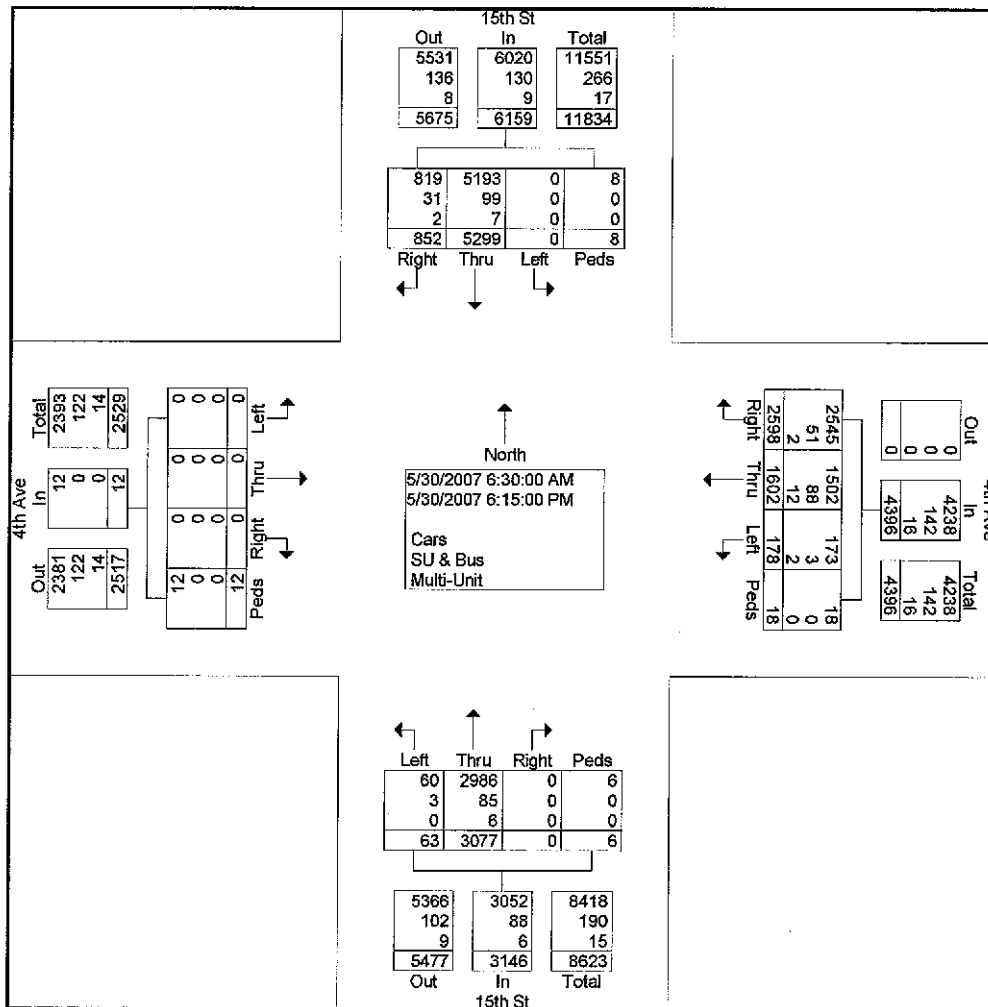 15th St
Out In Total
5531 6020 11551
136 130 266
8 9 17
5675 6159 11834
819 5193 0 8
31 99 0 0
2 7 0 0
852 5299 0 8
Right Thru Left Peds
4th Ave
Total In Out
2393 12 2381
122 0 122
14 0 14
2529 12 2517
0 0 0 12
0 0 0 0
0 0 0 0
0 0 0 12
Left Thru Right Peds
North
5/30/2007 6:30:00 AM
5/30/2007 6:15:00 PM
Cars
SU & Bus
Multi-Unit
Right Thru Left Peds
2598 1602 178 18
2 12 2 0
51 88 3 0
2545 1502 173 18
0 4396 4396
0 16 16
0 142 142
0 4238 4238
Out In Total
4th Ave
Left Thru Right Peds
60 2986 0 6
3 85 0 0
0 6 0 0
63 3077 0 6
5366 3052 8418
102 88 190
9 6 15
5477 3146 8623
Out In Total
15th St